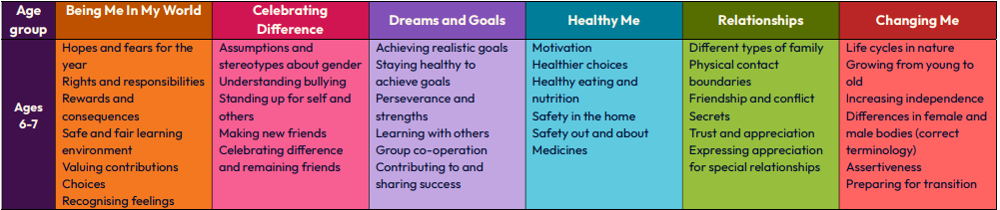 Age
group
Being Me In My World
Celebrating
Difference
Dreams and Goals
Healthy Me
Relationships
Changing Me
Ages
6-7
Hopes and fears for the
year
Rights and responsibilities
Rewards and
consequences
Safe and fair learning
environment
Valuing contributions
Choices
Recognising feelings
Assumptions and
stereotypes about gender
Understanding bullying
Standing up for self and
others
Making new friends
Celebrating difference
and remaining friends
Achieving realistic goals
Staying healthy to
achieve goals
Perseverance and
strengths
Learning with others
Group co-operation
Contributing to and
sharing success
Motivation
Healthier choices
Healthy eating and
nutrition
Safety in the home
Safety out and about
Medicines
Different types of family
Physical contact
boundaries
Friendship and conflict
Secrets
Trust and appreciation
Expressing appreciation
for special relationships
Life cycles in nature
Growing from young to
old
Increasing independence
Differences in female and
male bodies (correct
terminology)
Assertiveness
Preparing for transition